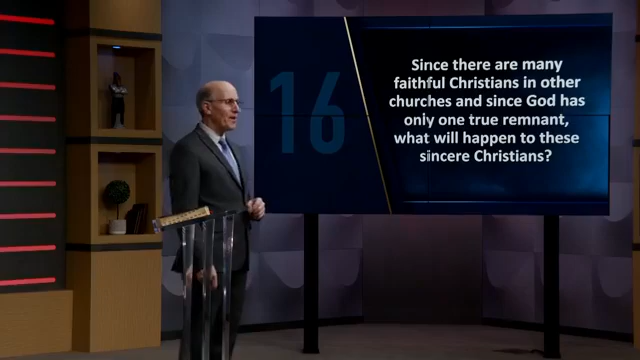 16
Since there are many
faithful Christians in other
churches and since God has
only one true remnant,
what will happen to these
sincere Christians?